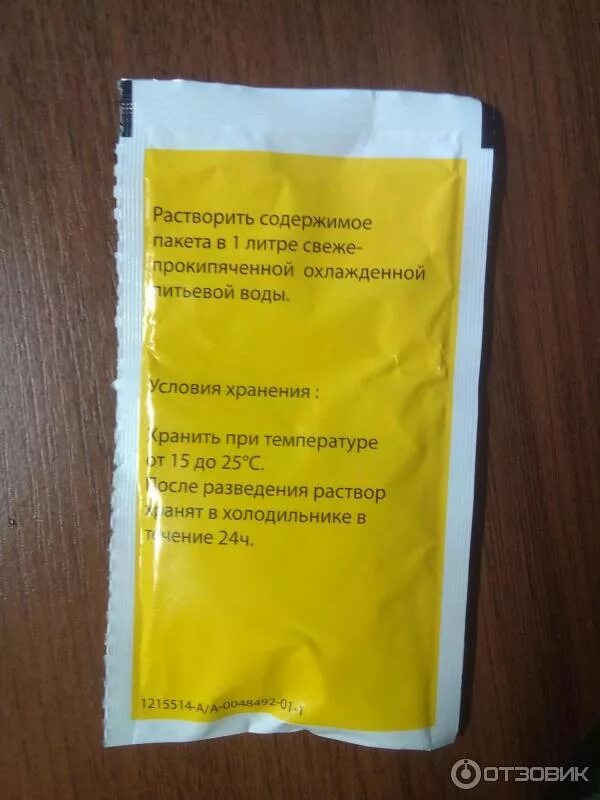 Растворить содержимое
пакета в 1 литре свеже-
прокипяченной охлажденной
питьевой воды.
Условия хранения :
Хранить при температуре
от 15 до 25°C.
После разведения раствор
хранят в холодильнике в
течение 24ч.
1215514-A/A-0048492-01-1
ОТЗОВИК